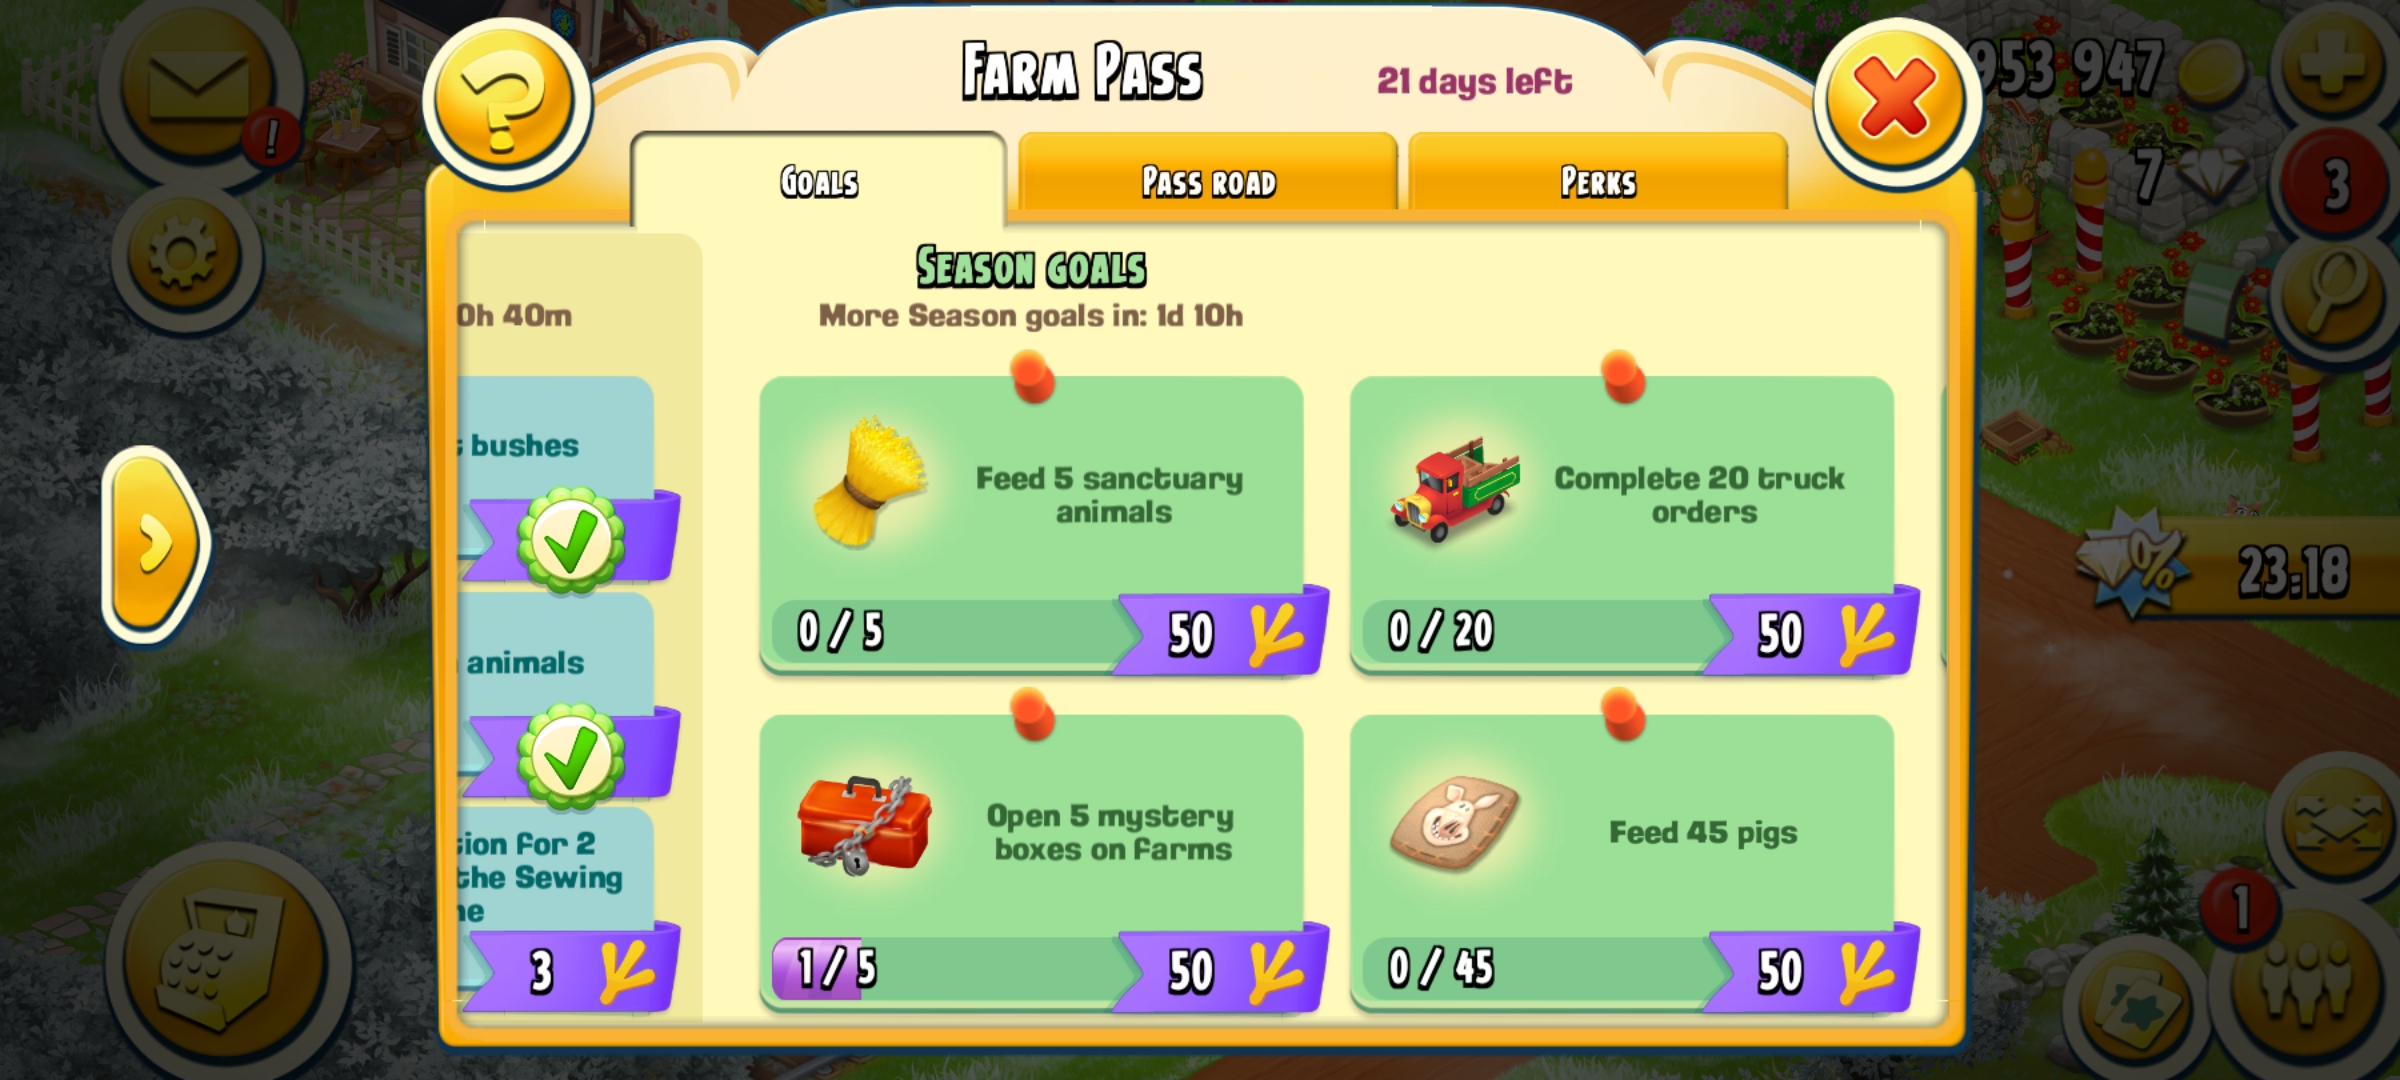 FARM PASS
21 days left
953 947
7
3
GOALS
PASS ROAD
PERKS
0h 40m
bushes
animals
tion for 2
the Sewing
ne
3
SEASON GOALS
More Season goals in: 1d 10h
Feed 5 sanctuary
animals
0 / 5
50
Complete 20 truck
orders
0 / 20
50
Open 5 mystery
boxes on farms
1 / 5
50
Feed 45 pigs
0 / 45
50
%
23:18
1